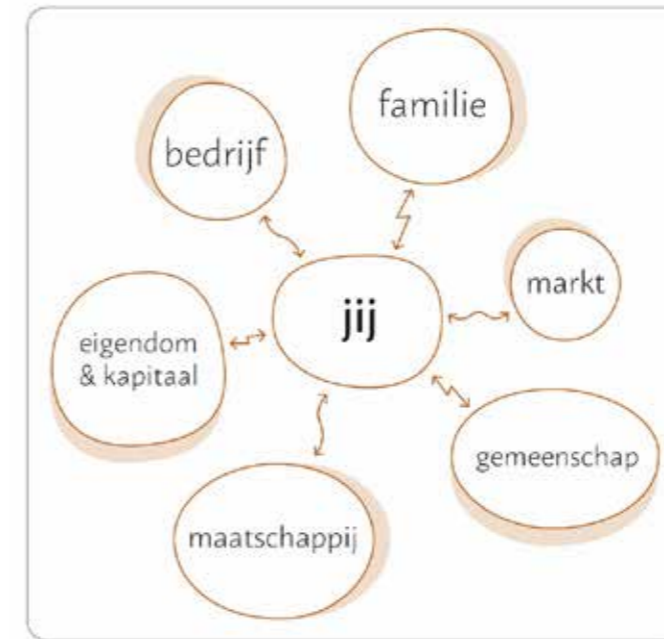 familie
bedrijf
markt
jij
eigendom
& kapitaal
gemeenschap
maatschappij